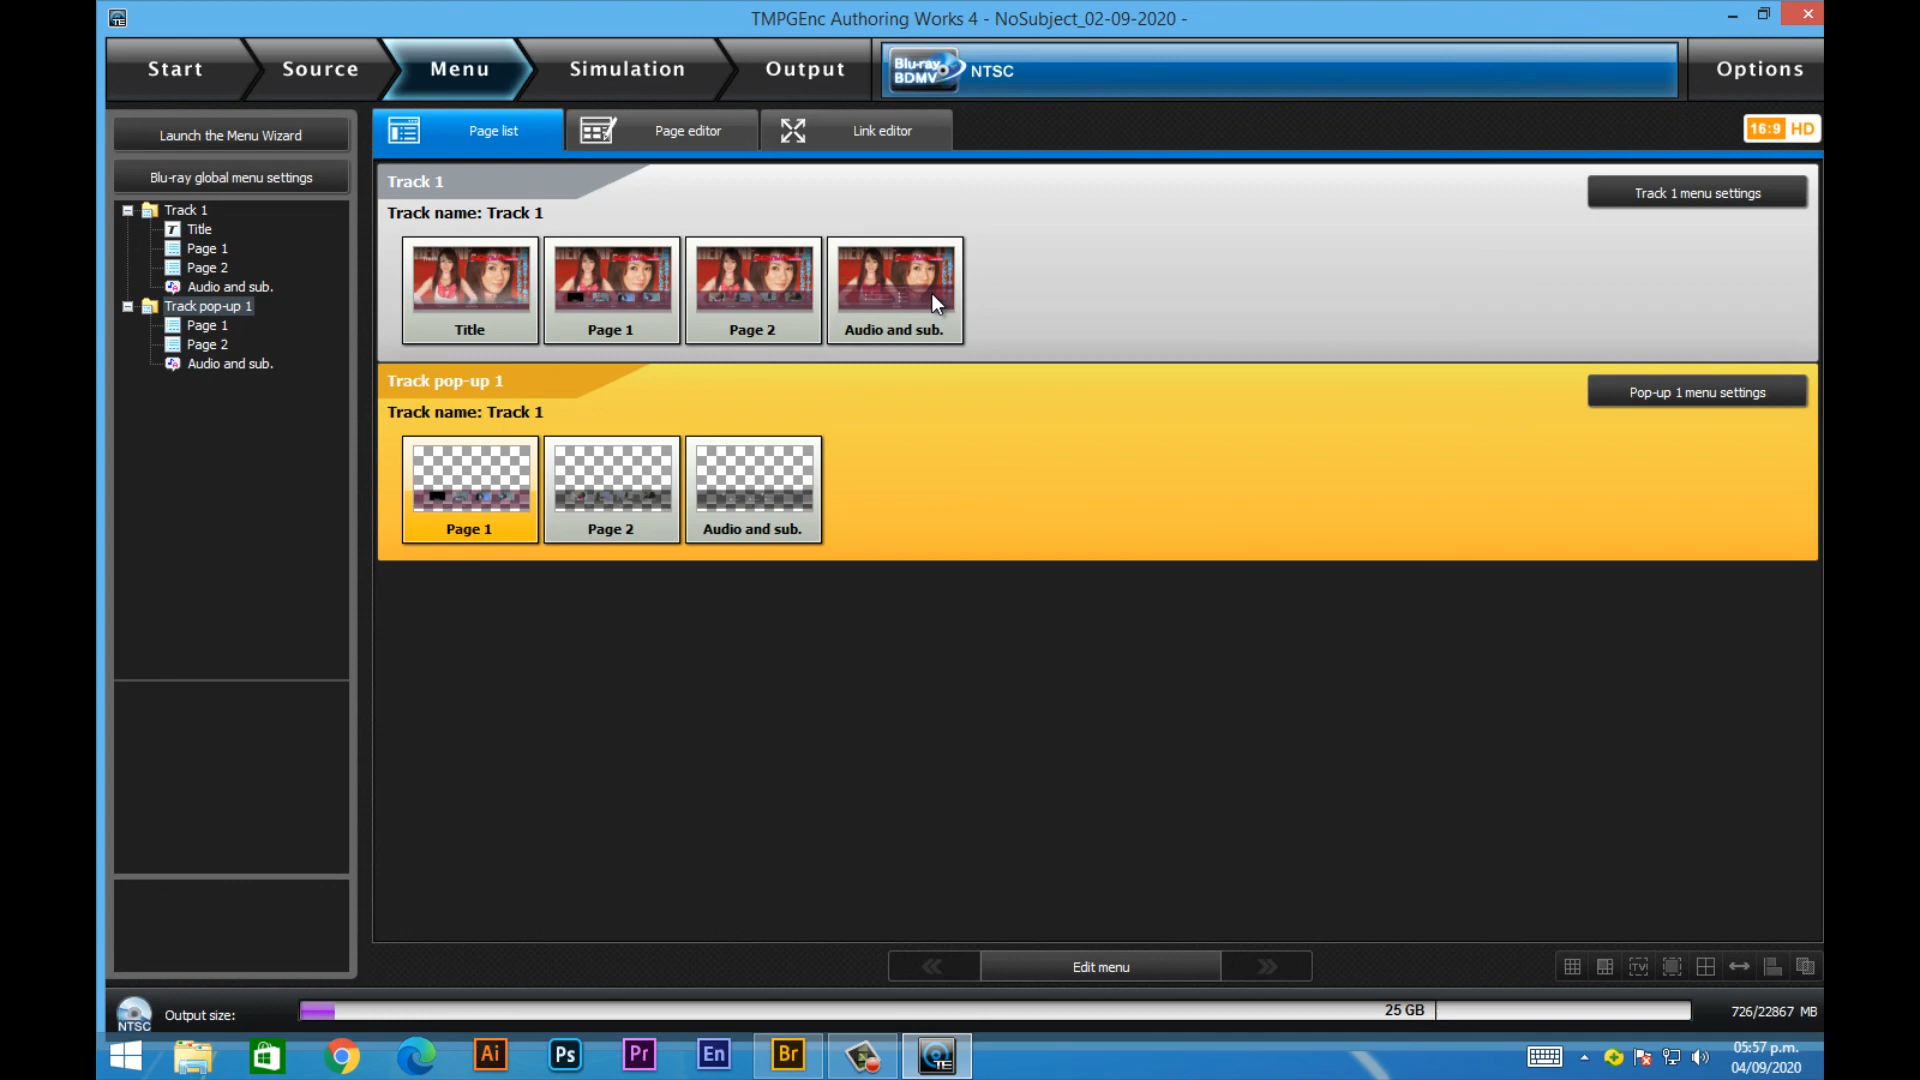 TMPGEnc Authoring Works 4 - NoSubject_02-09-2020 -
Start
Source
Menu
Simulation
Output
Blu-ray
BDMV
NTSC
Options
Launch the Menu Wizard
Page list
Page editor
Link editor
16:9 HD
Blu-ray global menu settings
Track 1
Title
Page 1
Page 2
Audio and sub.
Track pop-up 1
Page 1
Page 2
Audio and sub.
Track 1
Track 1 menu settings
Track name: Track 1
Title
Page 1
Page 2
Audio and sub.
Track pop-up 1
Pop-up 1 menu settings
Track name: Track 1
Page 1
Page 2
Audio and sub.
Edit menu
TV
NTSC
Output size:
25 GB
726/22867 MB
Ai
Ps
Pr
En
Br
TE
05:57 p.m.
04/09/2020